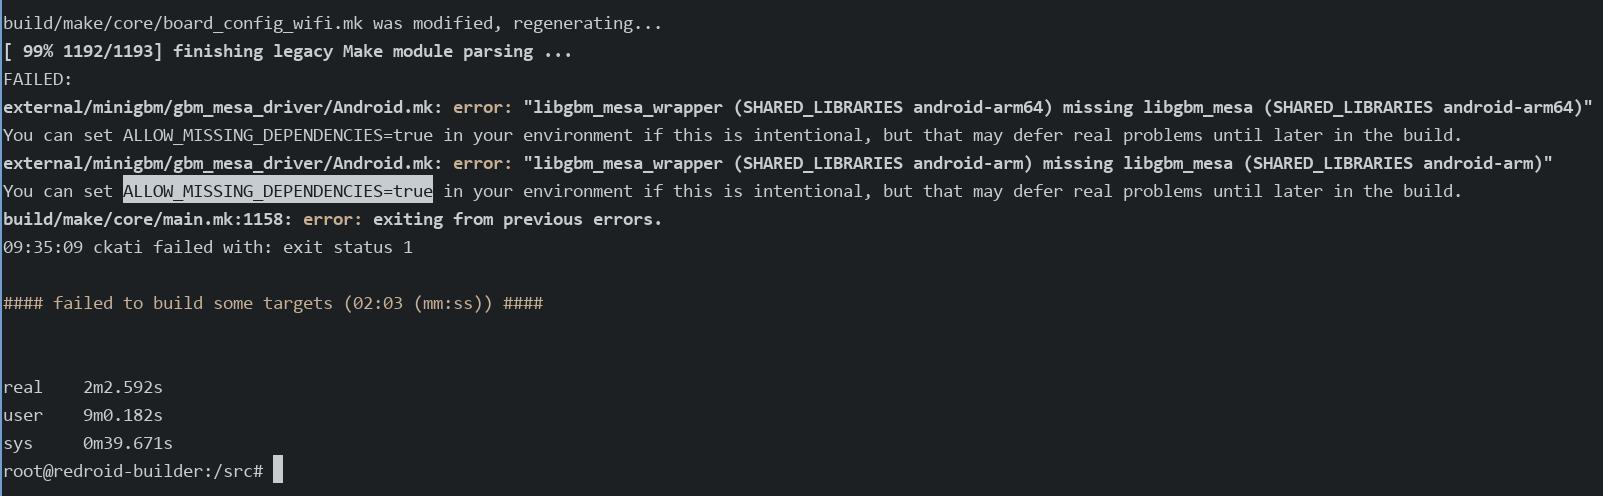 build/make/core/board_config_wifi.mk was modified, regenerating...
[ 99% 1192/1193] finishing legacy Make module parsing ...
FAILED:
external/minigbm/gbm_mesa_driver/Android.mk: error: "libgbm_mesa_wrapper (SHARED_LIBRARIES android-arm64) missing libgbm_mesa (SHARED_LIBRARIES android-arm64)"
You can set ALLOW_MISSING_DEPENDENCIES=true in your environment if this is intentional, but that may defer real problems until later in the build.
external/minigbm/gbm_mesa_driver/Android.mk: error: "libgbm_mesa_wrapper (SHARED_LIBRARIES android-arm) missing libgbm_mesa (SHARED_LIBRARIES android-arm)"
You can set ALLOW_MISSING_DEPENDENCIES=true in your environment if this is intentional, but that may defer real problems until later in the build.
build/make/core/main.mk:1158: error: exiting from previous errors.
09:35:09 ckati failed with: exit status 1
#### failed to build some targets (02:03 (mm:ss)) ####
real    2m2.592s
user    9m0.182s
sys     0m39.671s
root@redroid-builder:/src#